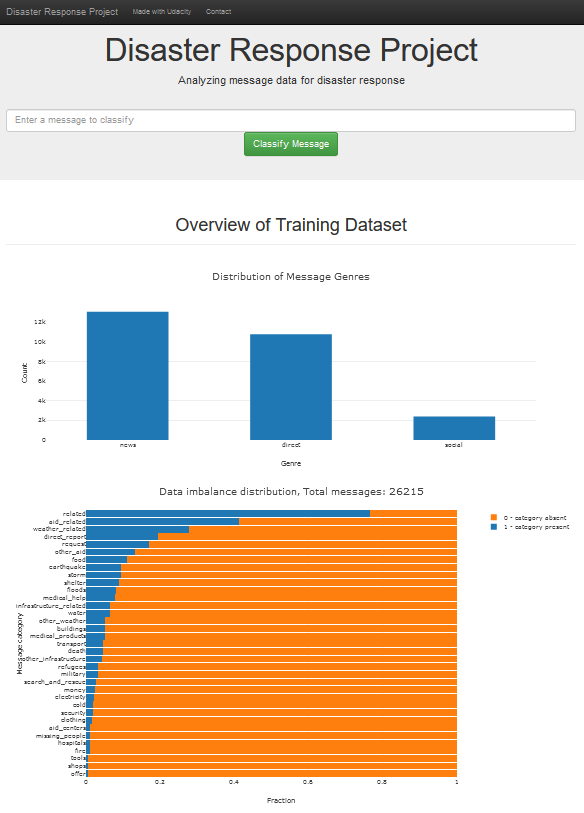 Disaster Response Project Made with Udacity Contact
Disaster Response Project
Analyzing message data for disaster response
Enter a message to classify
Classify Message
Overview of Training Dataset
Distribution of Message Genres
12k
10k
8k
6k
4k
2k
0
Count
news direct social
Genre
Data imbalance distribution, Total messages: 26215
0 - category absent
1 - category present
related
aid_related
weather_related
direct_report
request
other_aid
food
earthquake
storm
shelter
floods
medical_help
infrastructure_related
water
other_weather
buildings
medical_products
transport
death
other_infrastructure
refugees
military
search_and_rescue
money
electricity
cold
security
clothing
aid_centers
missing_people
hospitals
fire
tools
shops
offer
Message category
0 0.2 0.4 0.6 0.8 1
Fraction